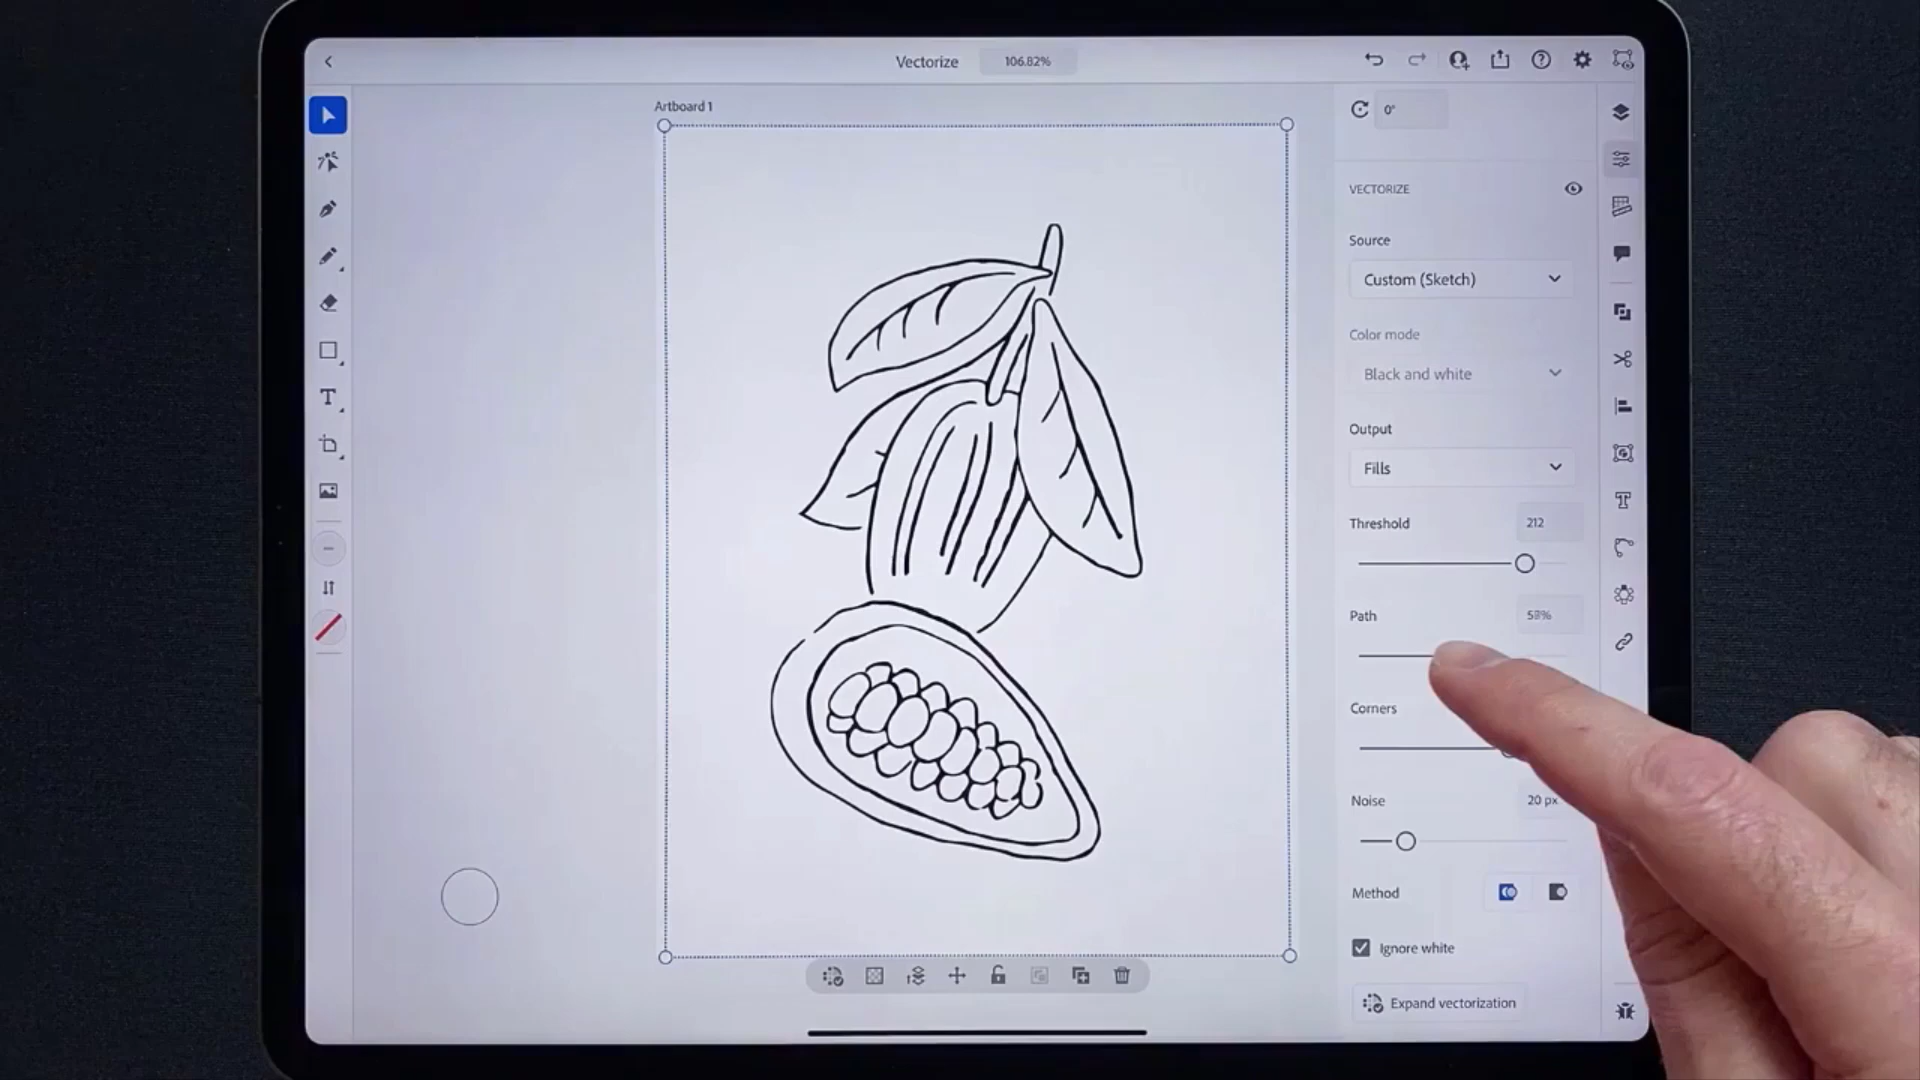 Vectorize
106.82%
Artboard 1
0°
VECTORIZE
Source
Custom (Sketch)
Color mode
Black and white
Output
Fills
Threshold
212
Path
Corners
Noise
20 px
Method
Ignore white
Expand vectorization